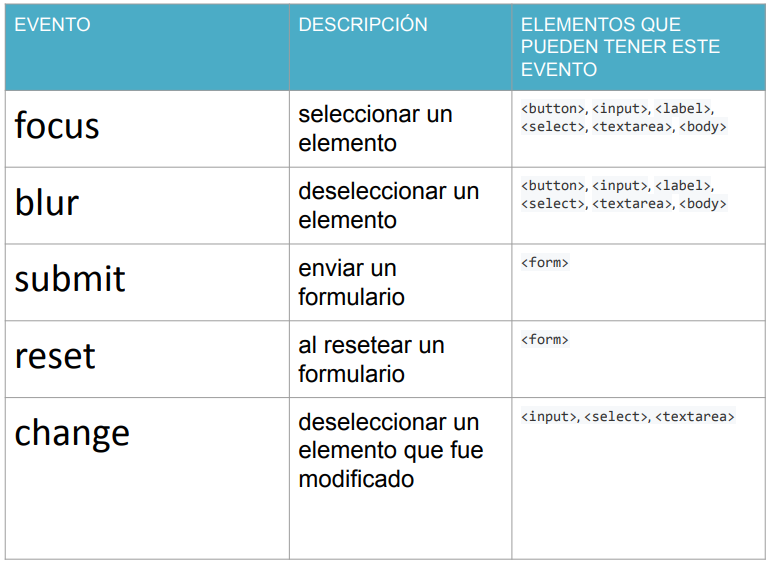 EVENTO
DESCRIPCIÓN
ELEMENTOS QUE
PUEDEN TENER ESTE
EVENTO
focus
seleccionar un
elemento
<button>, <input>, <label>,
<select>, <textarea>, <body>
blur
deseleccionar un
elemento
<button>, <input>, <label>,
<select>, <textarea>, <body>
submit
enviar un
formulario
<form>
reset
al resetear un
formulario
<form>
change
deseleccionar un
elemento que fue
modificado
<input>, <select>, <textarea>